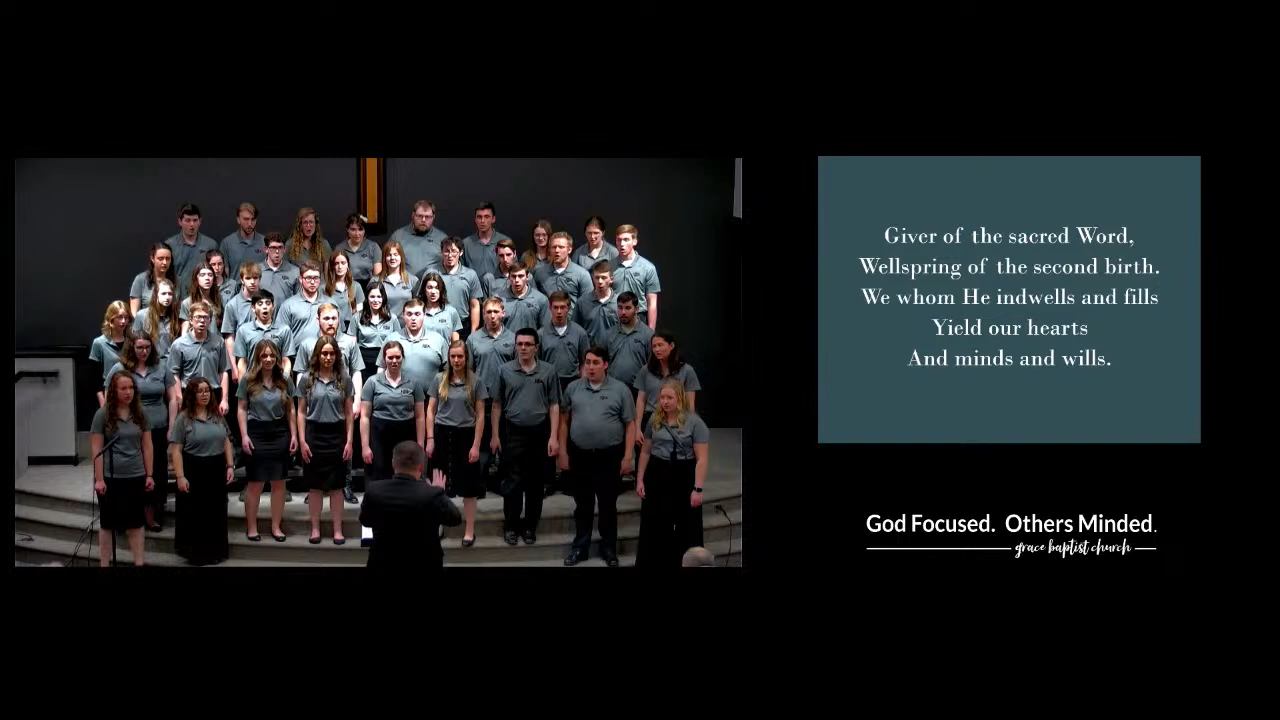 Giver of the sacred Word,
Wellspring of the second birth.
We whom He indwells and fills
Yield our hearts
And minds and wills.
God Focused. Others Minded.
grace baptist church